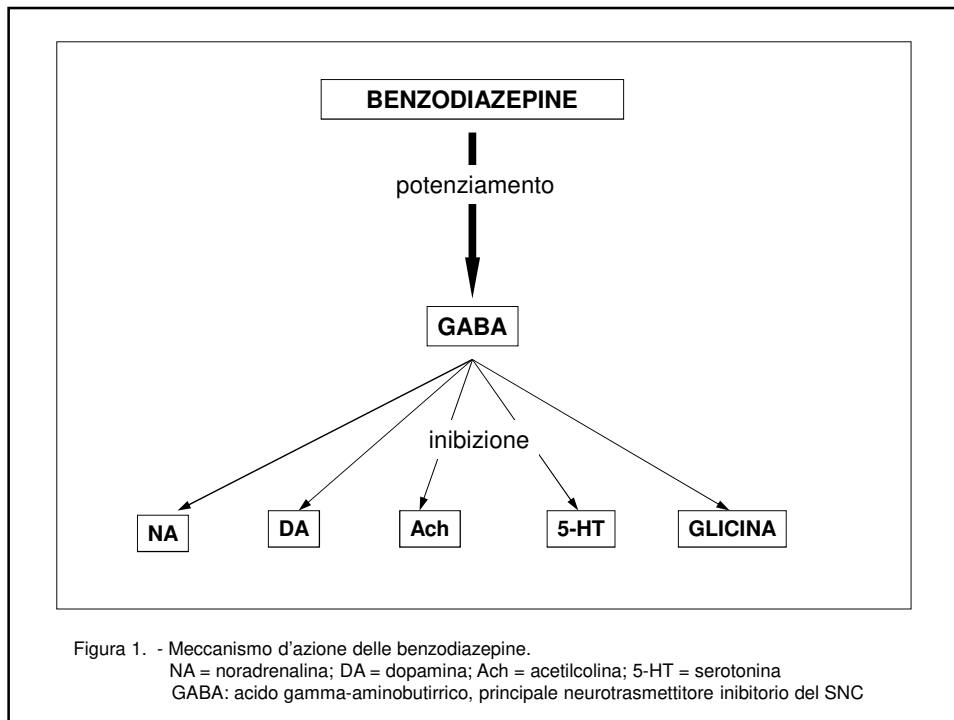 BENZODIAZEPINE
potenziamento
GABA
inibizione
NA DA Ach 5-HT GLICINA
Figura 1. - Meccanismo d'azione delle benzodiazepine.
NA = noradrenalina; DA = dopamina; Ach = acetilcolina; 5-HT = serotonina
GABA: acido gamma-aminobutirrico, principale neurotrasmettitore inibitorio del SNC